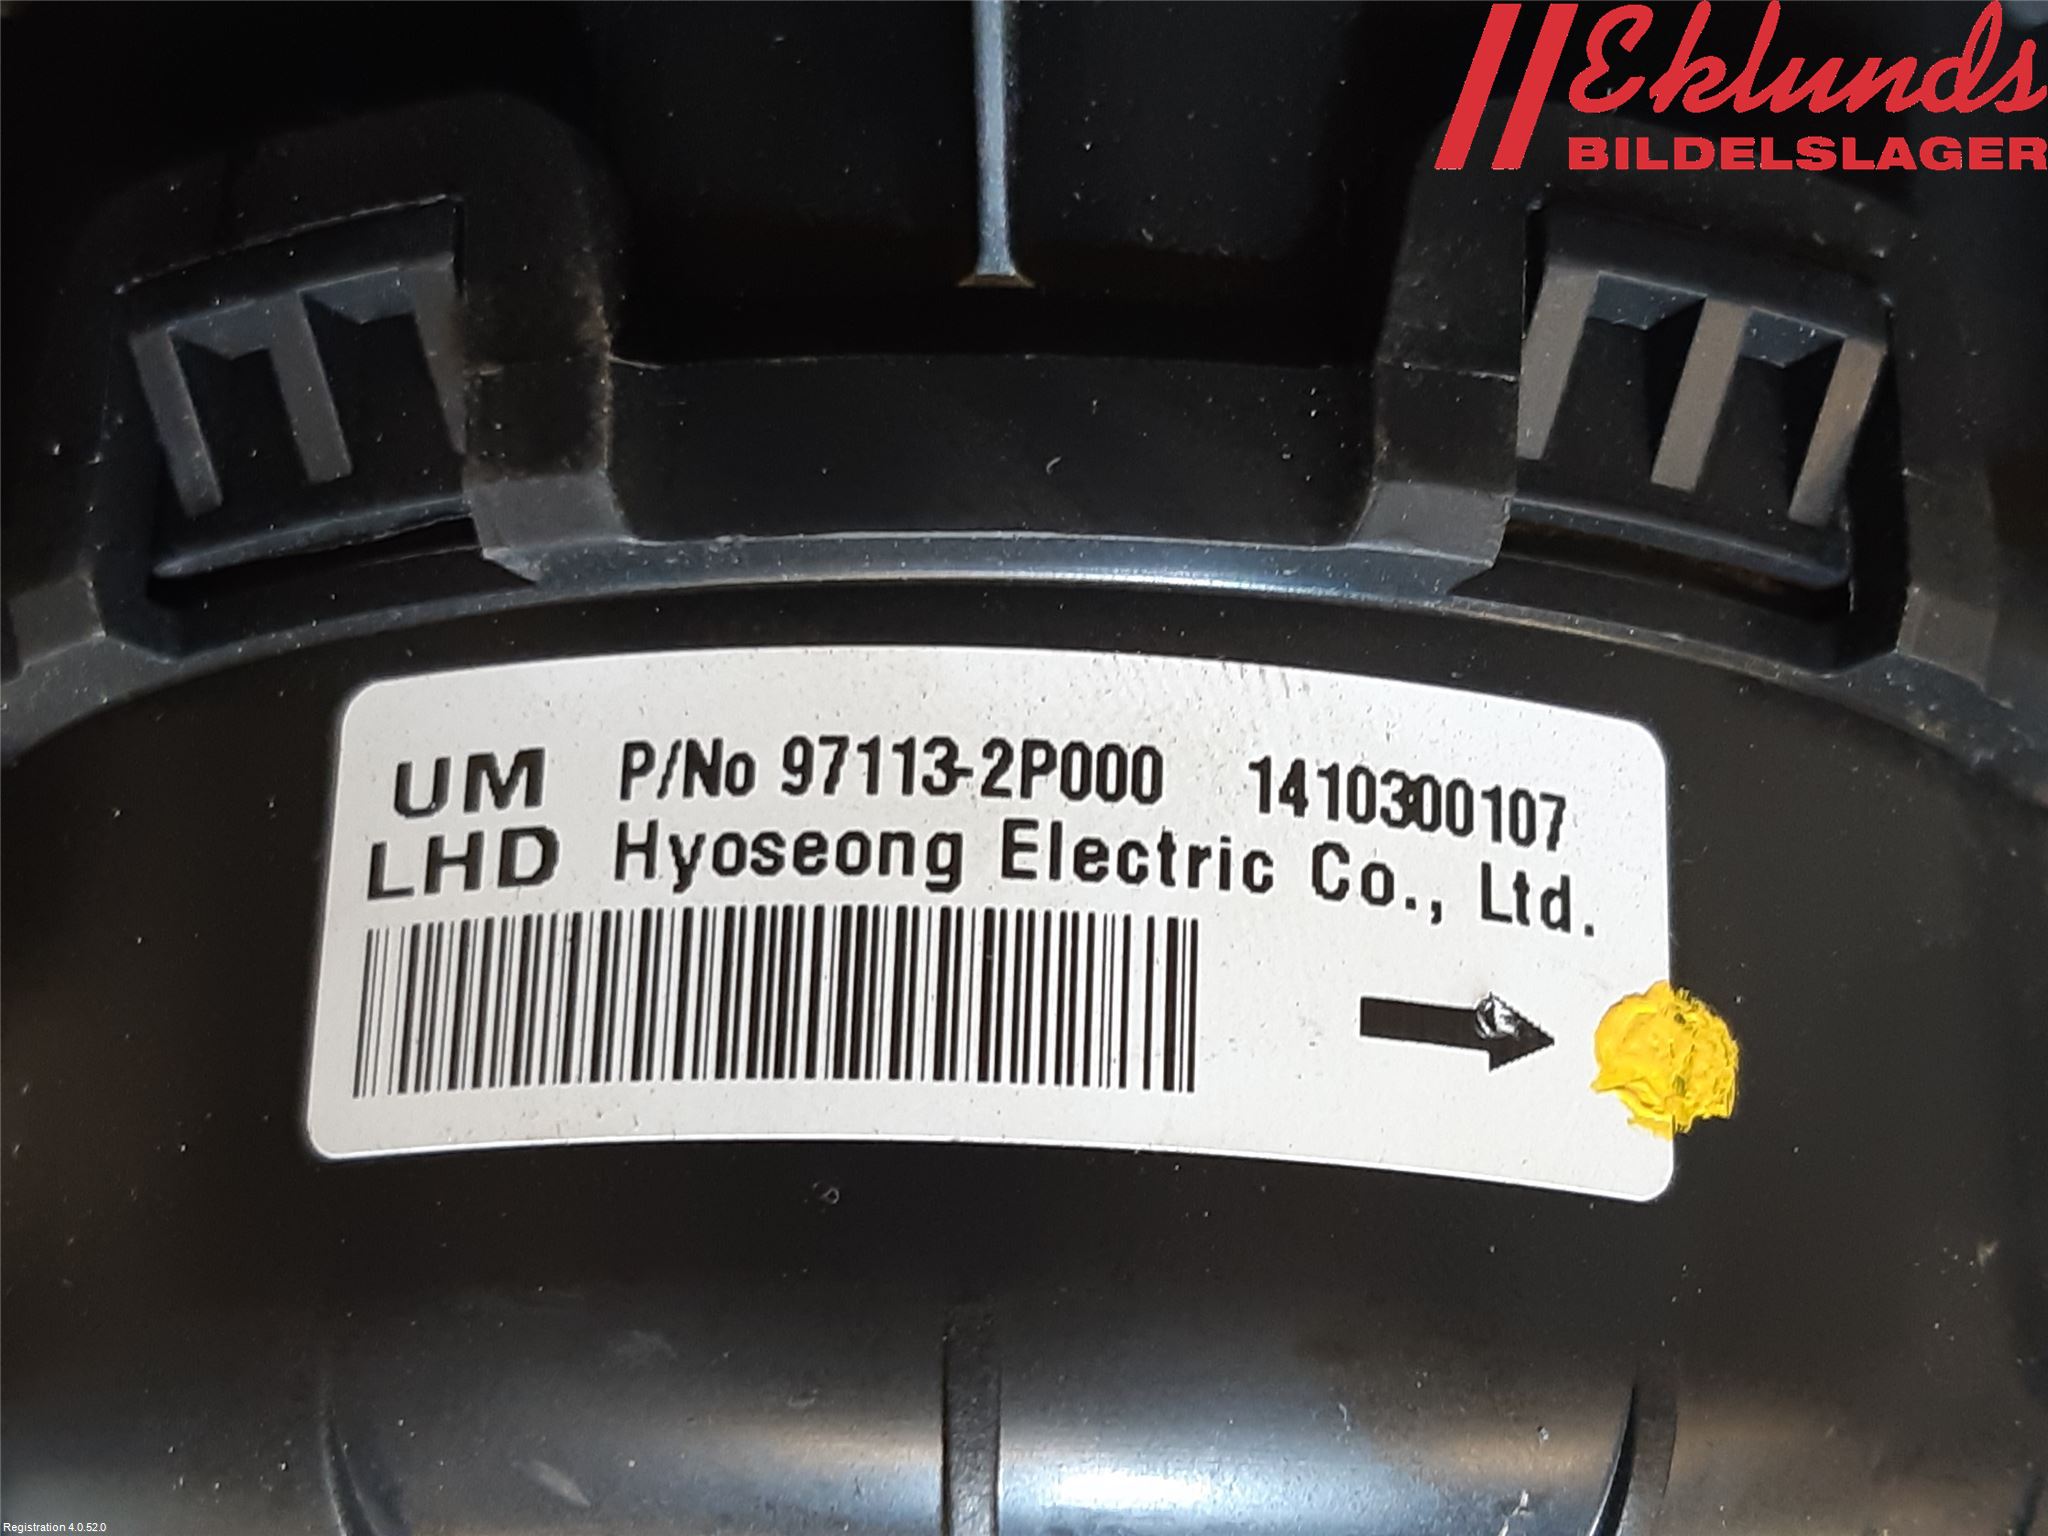 Eklunds
BILDELSLAGER
UM P/No 97113-2P000 1410300107
LHD Hyoseong Electric Co., Ltd.
Registration 4.0.52.0